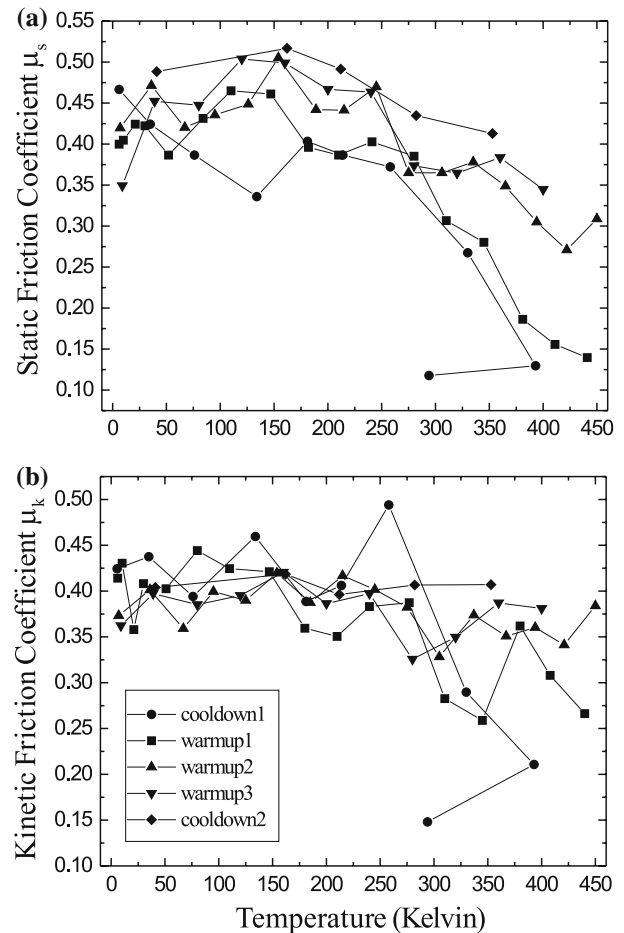 (a)
Static Friction Coefficient μs
0.55
0.50
0.45
0.40
0.35
0.30
0.25
0.20
0.15
0.10
0 50 100 150 200 250 300 350 400 450
(b)
Kinetic Friction Coefficient μk
0.50
0.45
0.40
0.35
0.30
0.25
0.20
0.15
0.10
cooldown1
warmup1
warmup2
warmup3
cooldown2
0 50 100 150 200 250 300 350 400 450
Temperature (Kelvin)